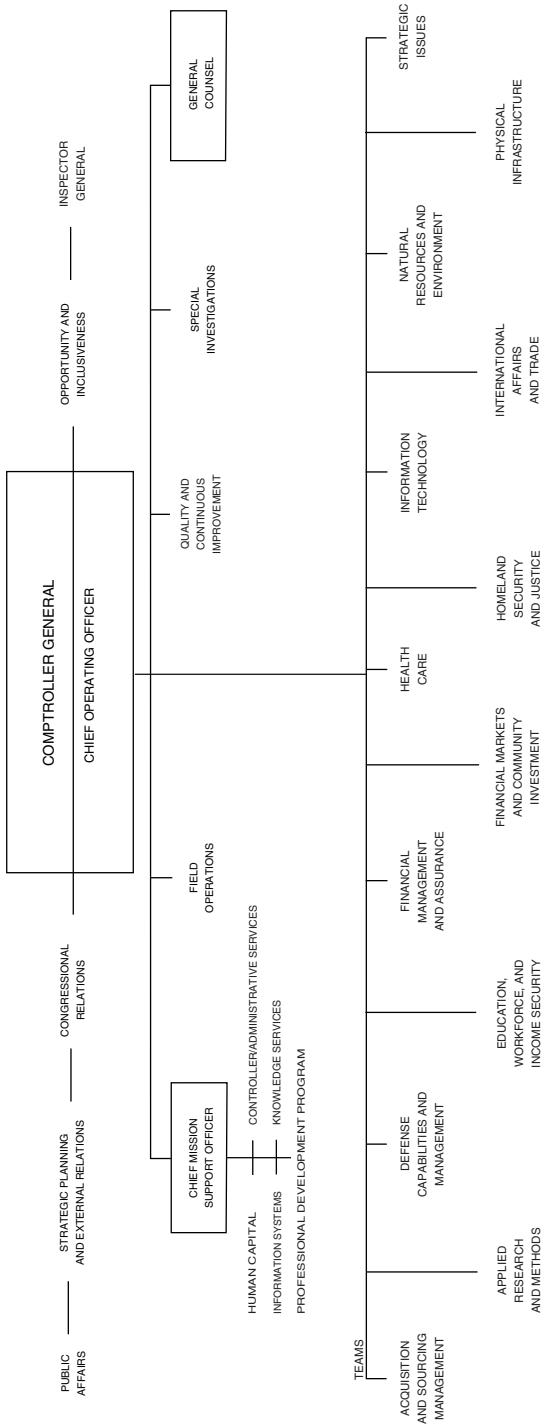 COMPTROLLER GENERAL
CHIEF OPERATING OFFICER
PUBLIC
AFFAIRS
STRATEGIC PLANNING
AND EXTERNAL RELATIONS
CONGRESSIONAL
RELATIONS
OPPORTUNITY AND
INCLUSIVENESS
INSPECTOR
GENERAL
CHIEF MISSION
SUPPORT OFFICER
FIELD
OPERATIONS
QUALITY AND
CONTINUOUS
IMPROVEMENT
SPECIAL
INVESTIGATIONS
GENERAL
COUNSEL
HUMAN CAPITAL
CONTROLLER/ADMINISTRATIVE SERVICES
INFORMATION SYSTEMS
KNOWLEDGE SERVICES
PROFESSIONAL DEVELOPMENT PROGRAM
TEAMS
ACQUISITION
AND SOURCING
MANAGEMENT
DEFENSE
CAPABILITIES AND
MANAGEMENT
FINANCIAL
MANAGEMENT
AND ASSURANCE
HEALTH
CARE
INFORMATION
TECHNOLOGY
NATURAL
RESOURCES AND
ENVIRONMENT
STRATEGIC
ISSUES
APPLIED
RESEARCH
AND METHODS
EDUCATION,
WORKFORCE, AND
INCOME SECURITY
FINANCIAL MARKETS
AND COMMUNITY
INVESTMENT
HOMELAND
SECURITY
AND JUSTICE
INTERNATIONAL
AFFAIRS
AND TRADE
PHYSICAL
INFRASTRUCTURE